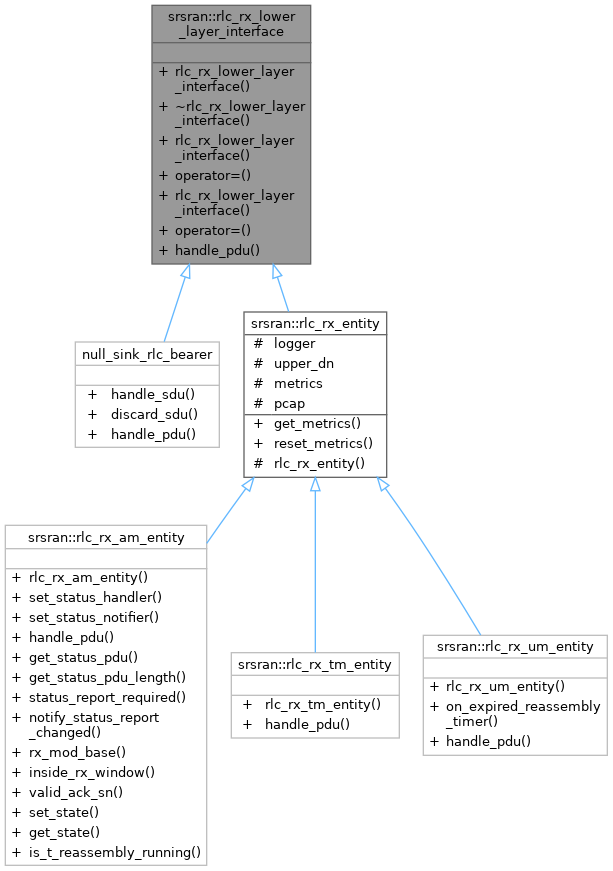 srsran::rlc_rx_lower
_layer_interface
+ rlc_rx_lower_layer
_interface()
+ ~rlc_rx_lower_layer
_interface()
+ rlc_rx_lower_layer
_interface()
+ operator=()
+ rlc_rx_lower_layer
_interface()
+ operator=()
+ handle_pdu()
null_sink_rlc_bearer
+ handle_sdu()
+ discard_sdu()
+ handle_pdu()
srsran::rlc_rx_entity
# logger
# upper_dn
# metrics
# pcap
+ get_metrics()
+ reset_metrics()
# rlc_rx_entity()
srsran::rlc_rx_am_entity
+ rlc_rx_am_entity()
+ set_status_handler()
+ set_status_notifier()
+ handle_pdu()
+ get_status_pdu()
+ get_status_pdu_length()
+ status_report_required()
+ notify_status_report
_changed()
+ rx_mod_base()
+ inside_rx_window()
+ valid_ack_sn()
+ set_state()
+ get_state()
+ is_t_reassembly_running()
srsran::rlc_rx_tm_entity
+ rlc_rx_tm_entity()
+ handle_pdu()
srsran::rlc_rx_um_entity
+ rlc_rx_um_entity()
+ on_expired_reassembly
_timer()
+ handle_pdu()